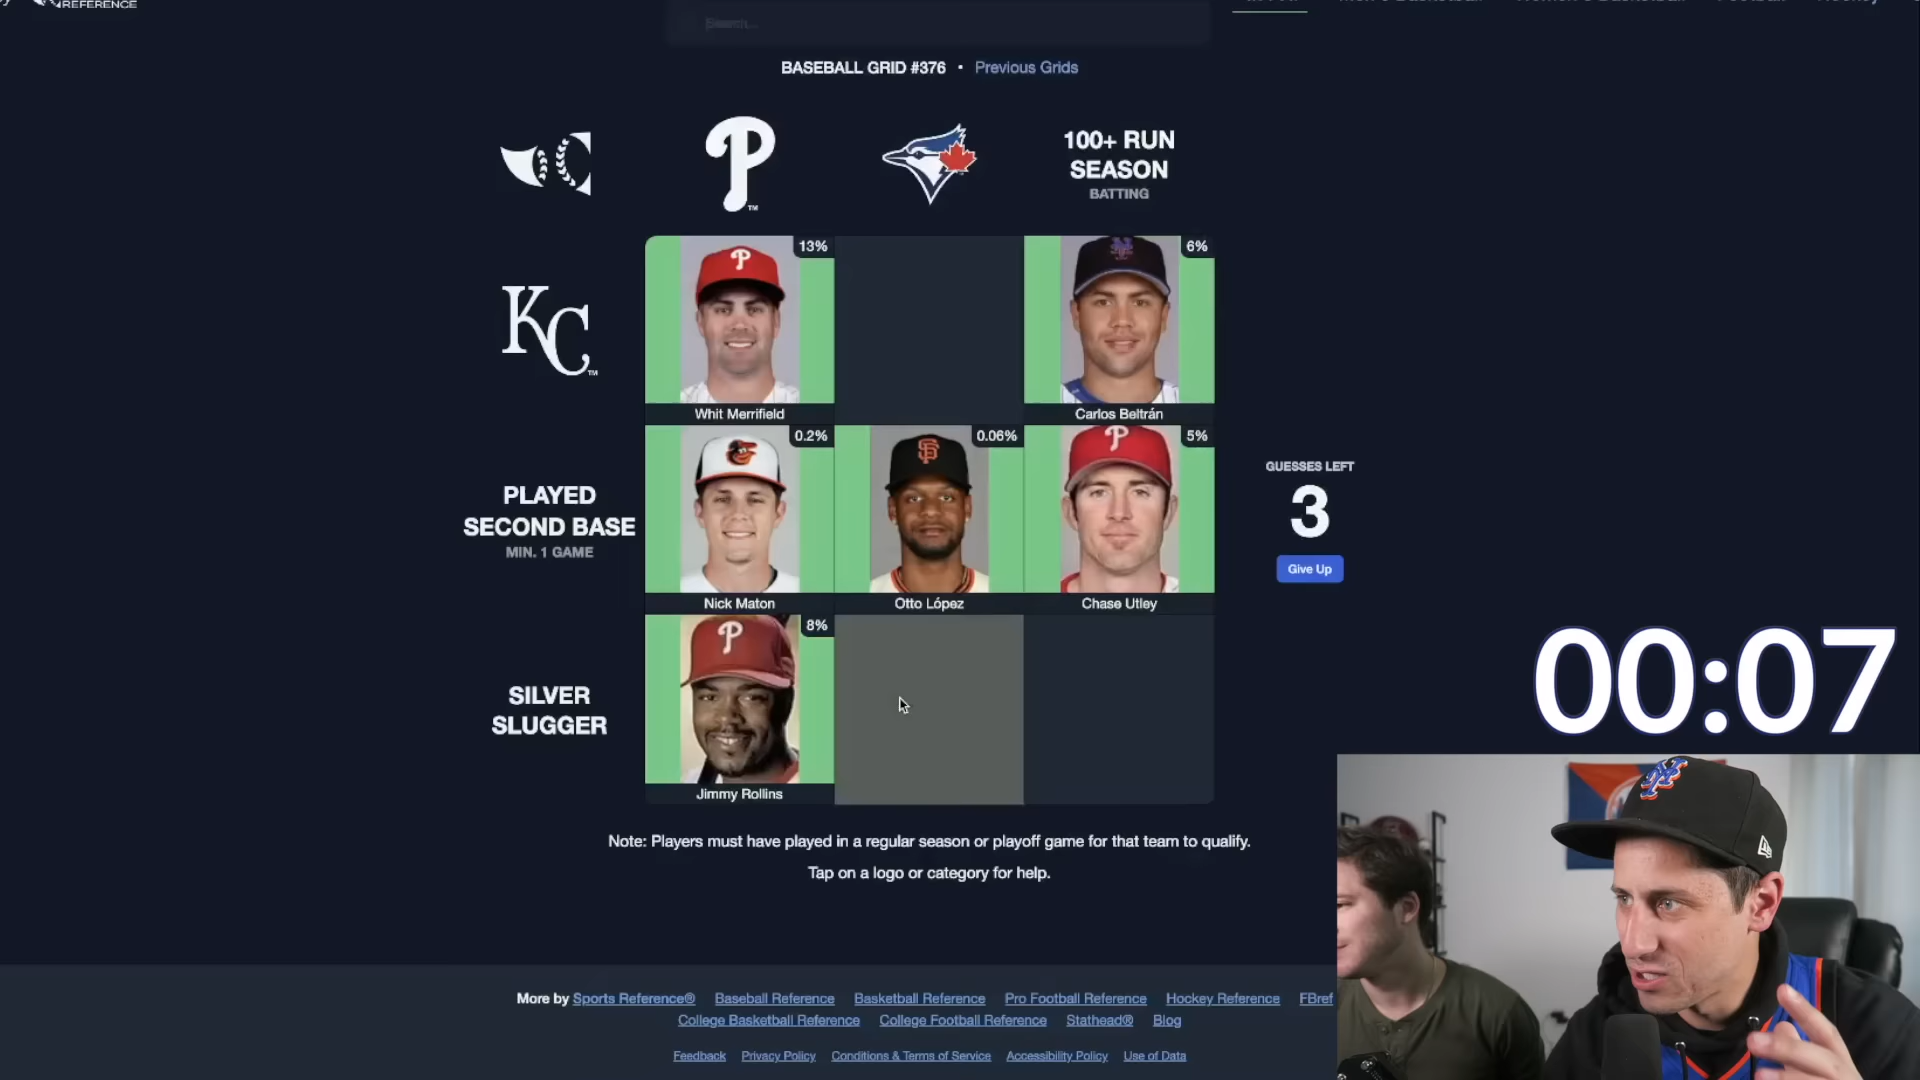 REFERENCE
Search...
BASEBALL GRID #376 • Previous Grids
P
TM
100+ RUN
SEASON
BATTING
KC
TM
13%
6%
Whit Merrifield
Carlos Beltrán
PLAYED
SECOND BASE
MIN. 1 GAME
0.2%
0.06%
5%
Nick Maton
Otto López
Chase Utley
GUESSES LEFT
3
Give Up
SILVER
SLUGGER
8%
Jimmy Rollins
00:07
Note: Players must have played in a regular season or playoff game for that team to qualify.
Tap on a logo or category for help.
More by Sports Reference® Baseball Reference Basketball Reference Pro Football Reference Hockey Reference FBref
College Basketball Reference College Football Reference Stathead® Blog
Feedback Privacy Policy Conditions & Terms of Service Accessibility Policy Use of Data